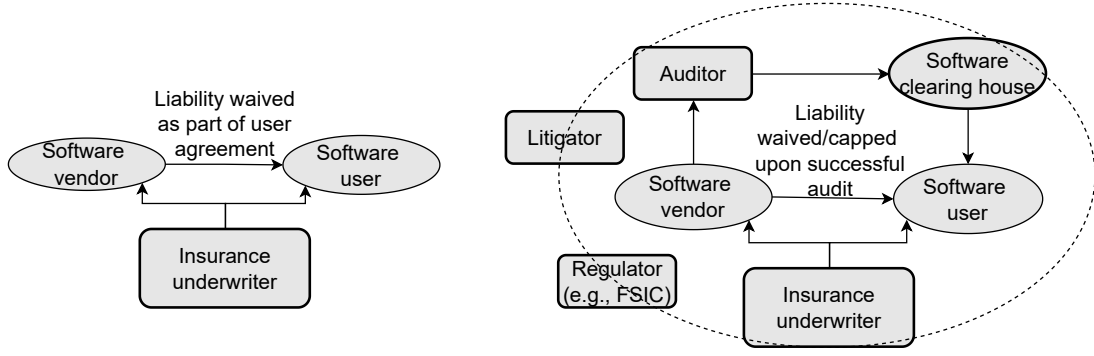 Liability waived
as part of user
agreement
Software
vendor
Software
user
Insurance
underwriter
Auditor
Software
clearing house
Litigator
Liability
waived/capped
upon successful
audit
Software
vendor
Software
user
Regulator
(e.g., FSIC)
Insurance
underwriter